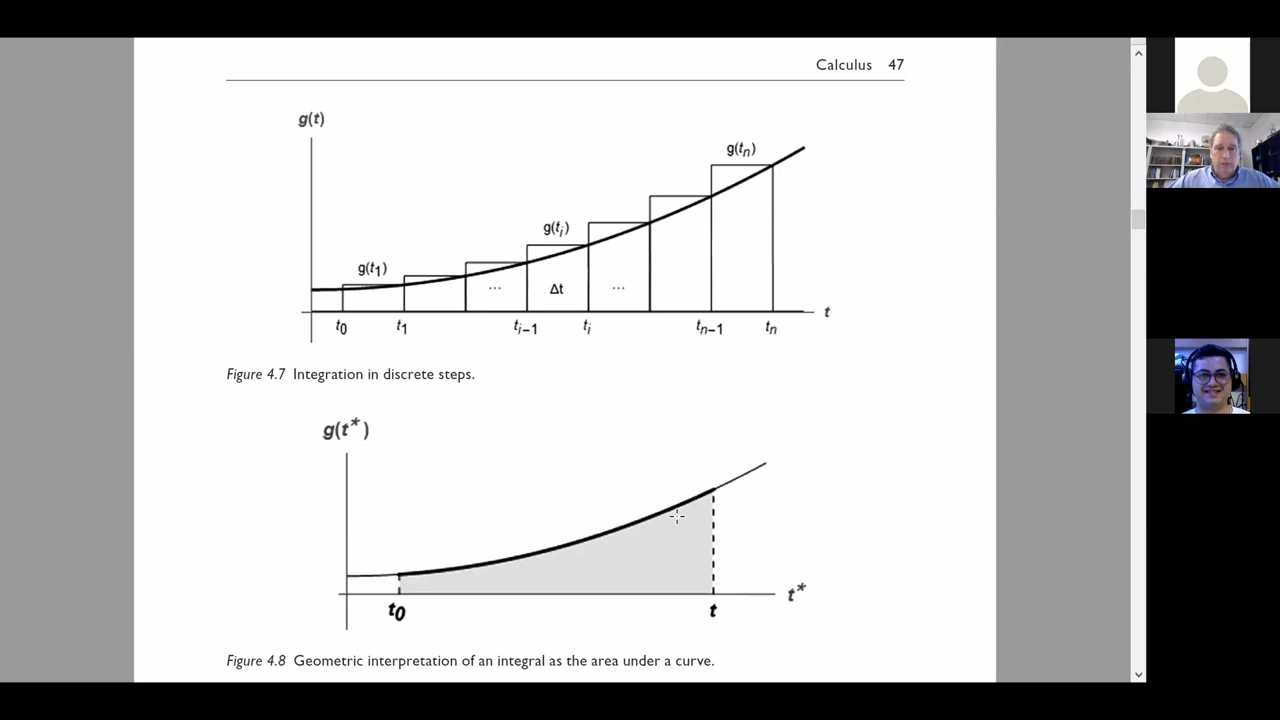 Calculus 47
g(t)
g(tn)
g(ti)
g(t1)
... Δt ...
t
t0 t1 ti−1 ti tn−1 tn
Figure 4.7 Integration in discrete steps.
g(t*)
t*
t0 t
Figure 4.8 Geometric interpretation of an integral as the area under a curve.